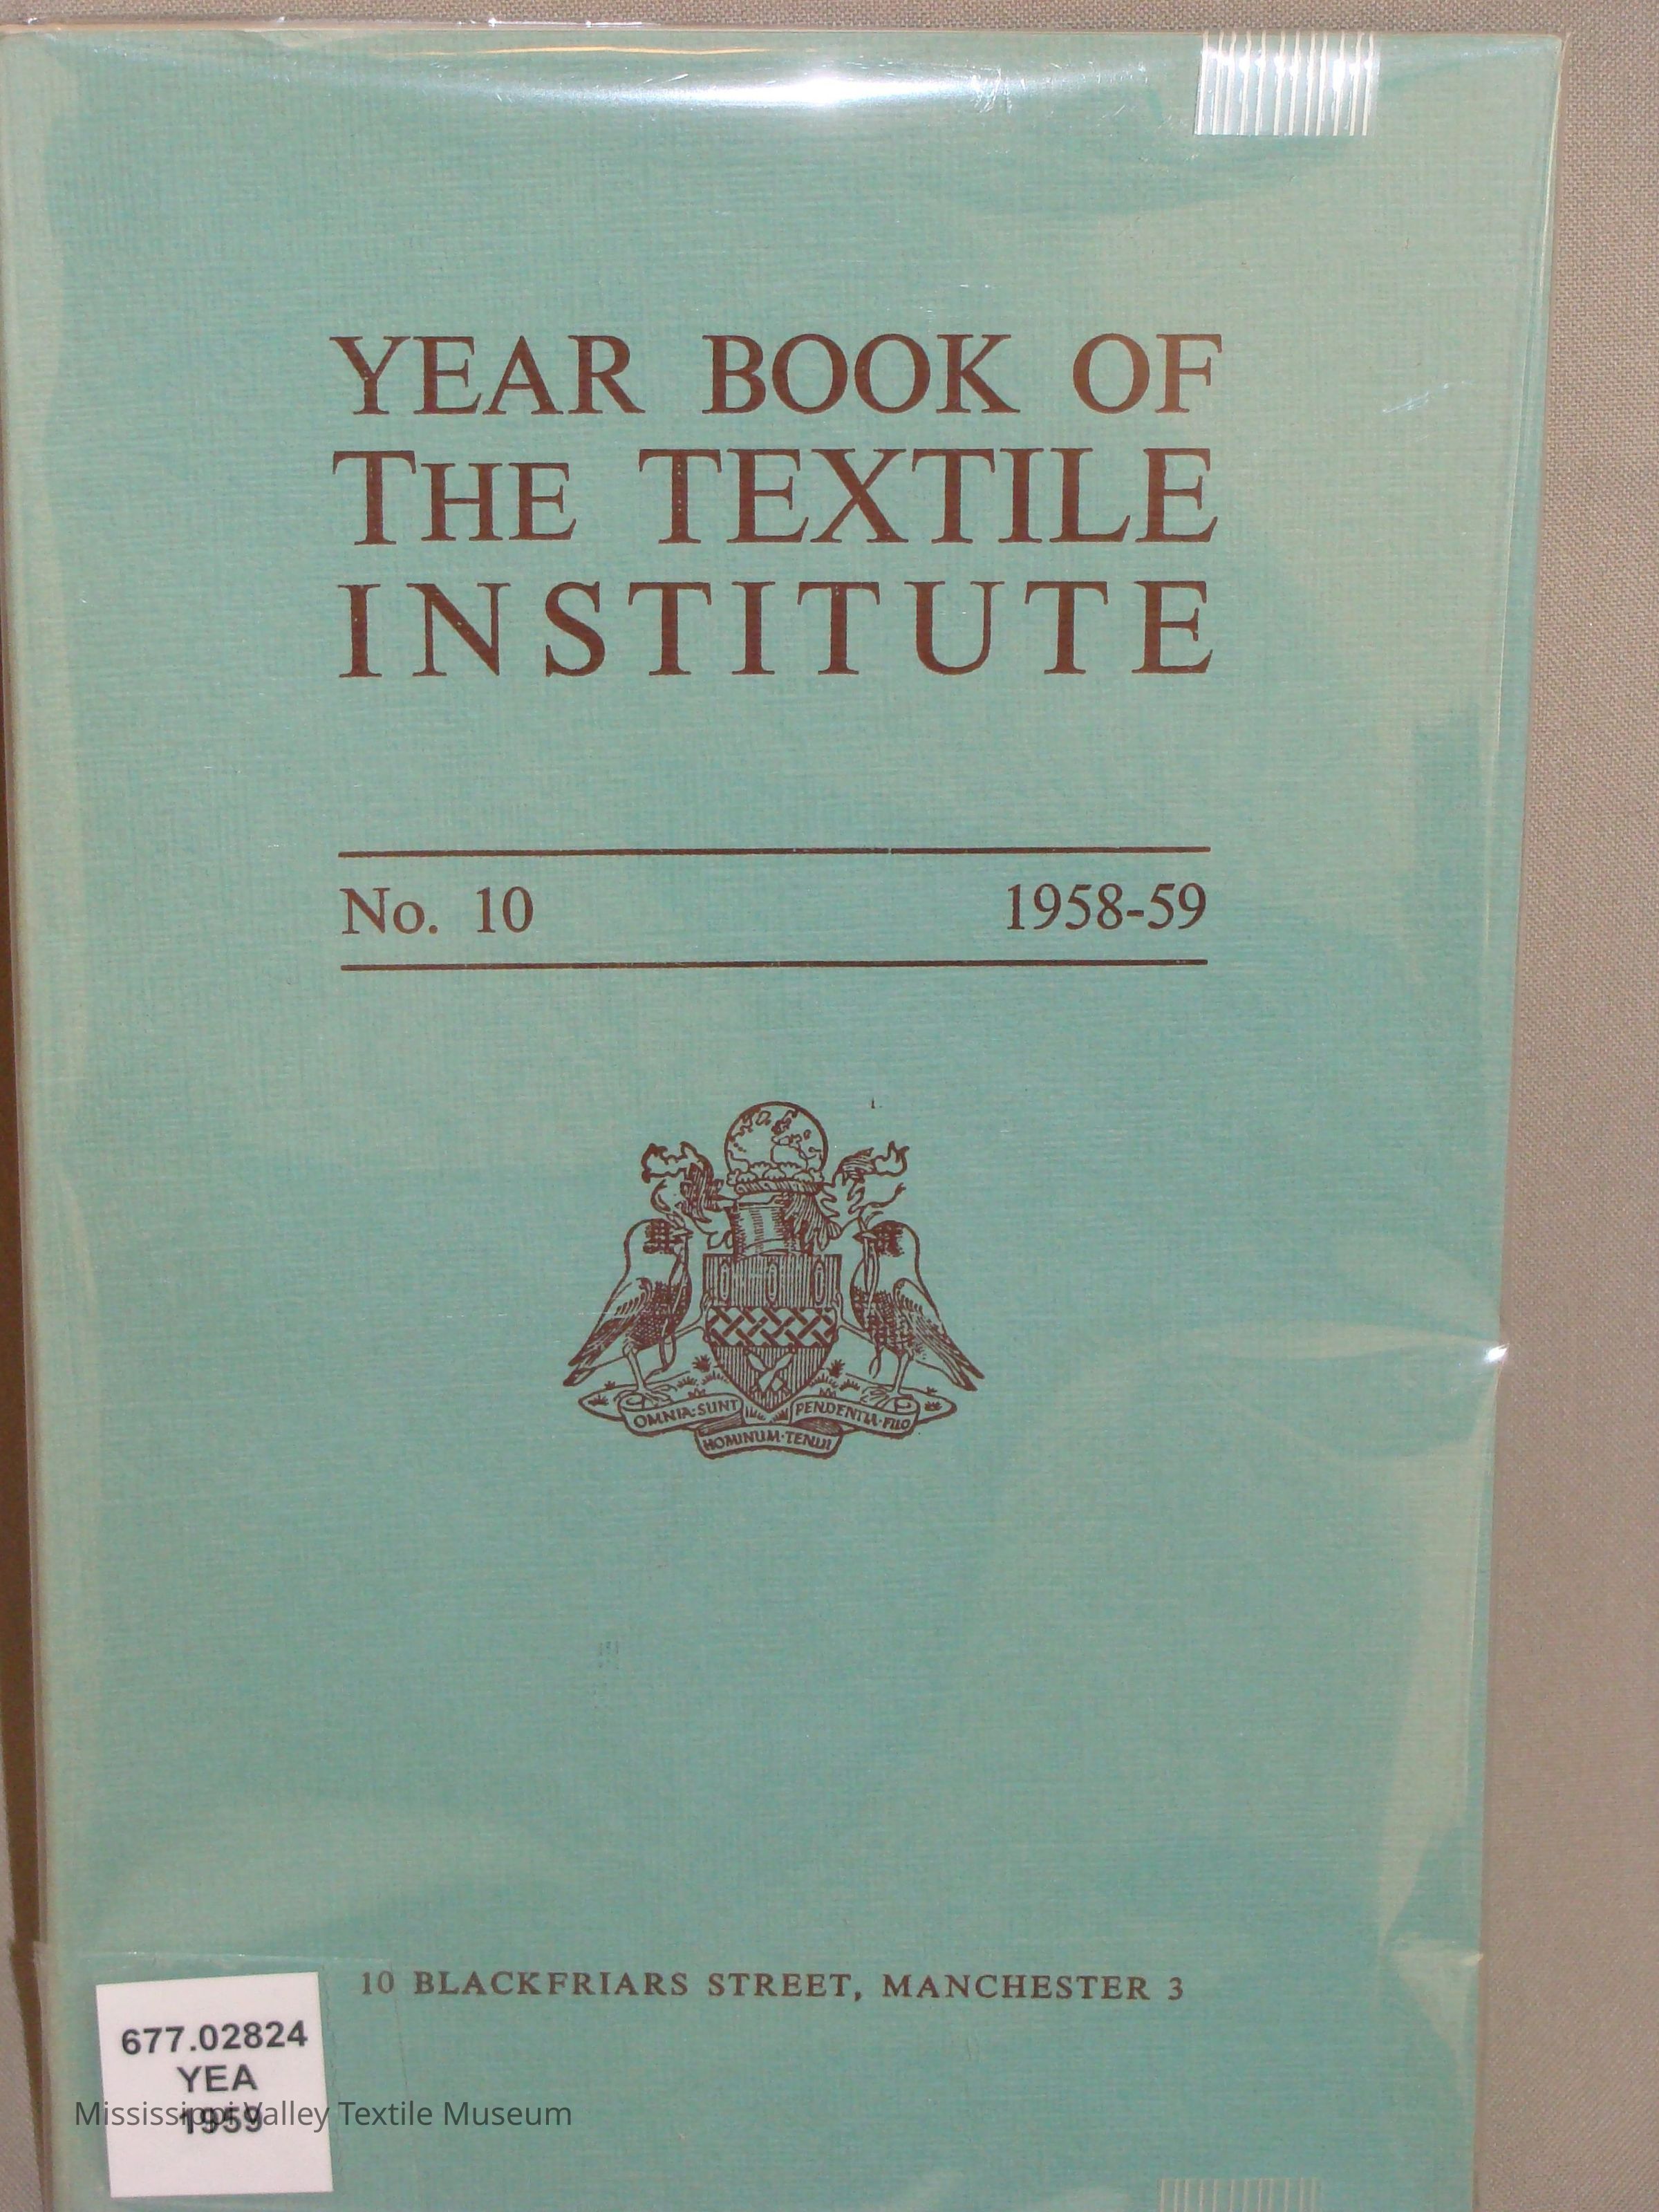 YEAR BOOK OF
THE TEXTILE
INSTITUTE
No. 10 1958-59
OMNIA·SUNT PENDENTIA·FILO
HOMINUM·TENUI
10 BLACKFRIARS STREET, MANCHESTER 3
677.02824
YEA
1959
Mississippi Valley Textile Museum